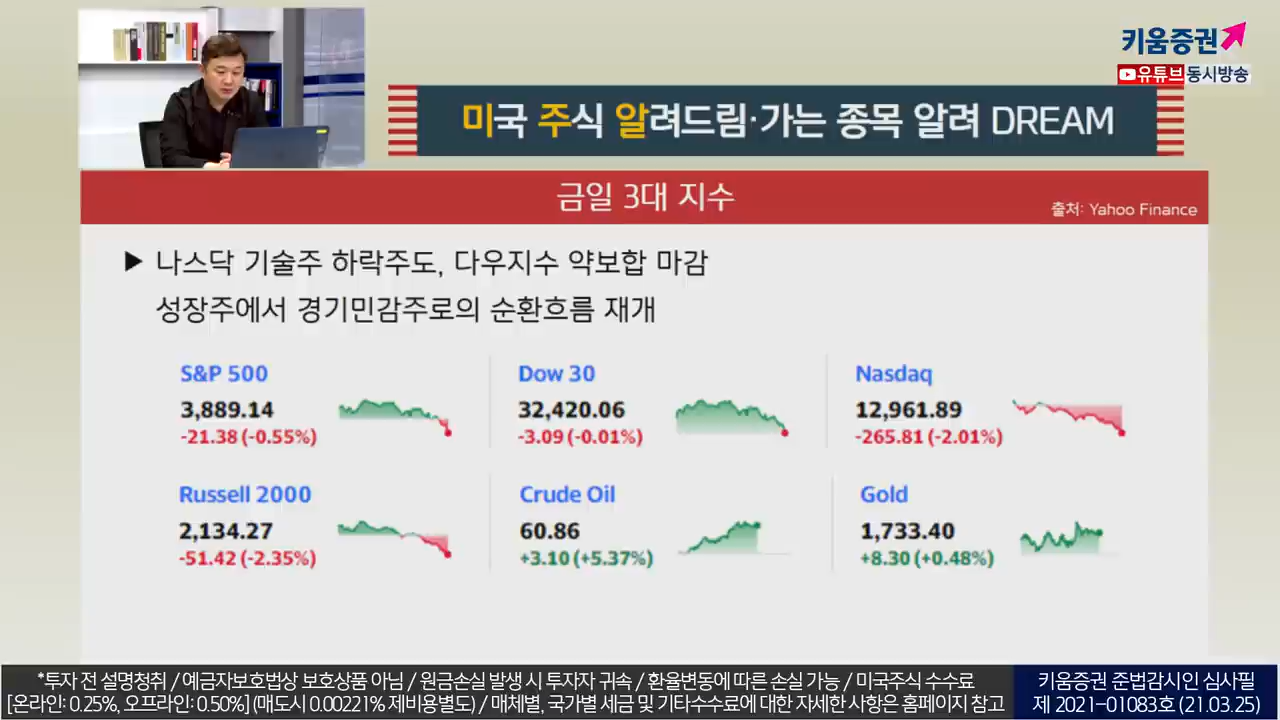 키움증권
유튜브 동시방송
미국 주식 알려드림·가는 종목 알려 DREAM
금일 3대 지수
출처: Yahoo Finance
▶ 나스닥 기술주 하락주도, 다우지수 약보합 마감
성장주에서 경기민감주로의 순환흐름 재개
S&P 500
3,889.14
-21.38 (-0.55%)
Dow 30
32,420.06
-3.09 (-0.01%)
Nasdaq
12,961.89
-265.81 (-2.01%)
Russell 2000
2,134.27
-51.42 (-2.35%)
Crude Oil
60.86
+3.10 (+5.37%)
Gold
1,733.40
+8.30 (+0.48%)
*투자 전 설명청취 / 예금자보호법상 보호상품 아님 / 원금손실 발생 시 투자자 귀속 / 환율변동에 따른 손실 가능 / 미국주식 수수료
[온라인: 0.25%, 오프라인: 0.50%] (매도시 0.00221% 제비용별도) / 매체별, 국가별 세금 및 기타수수료에 대한 자세한 사항은 홈페이지 참고
키움증권 준법감시인 심사필
제 2021-01083호 (21.03.25)